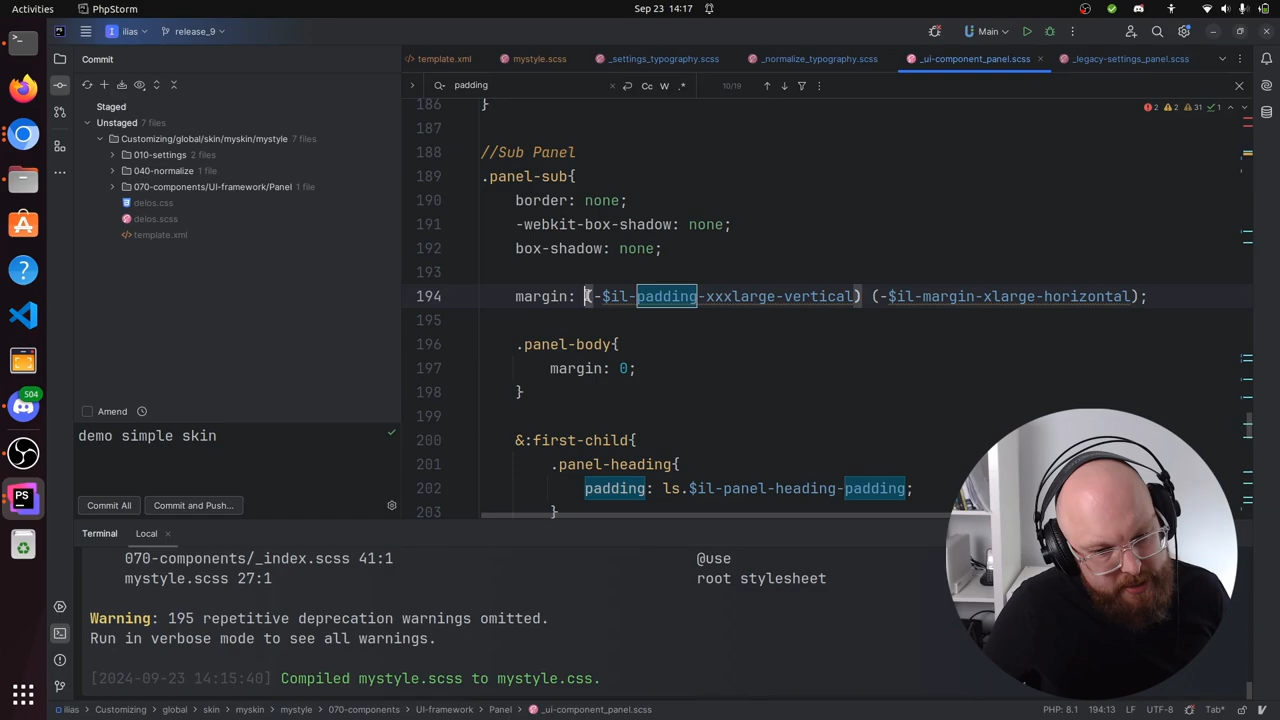 Activities
PhpStorm
Sep 23 14:17
ilias
release_9
Main
Commit
template.xml
mystyle.scss
_settings_typography.scss
_normalize_typography.scss
_ui-component_panel.scss
_legacy-settings_panel.scss
padding
Cc W .*
10/19
Staged
Unstaged 7 files
Customizing/global/skin/myskin/mystyle 7 files
010-settings 2 files
040-normalize 1 file
070-components/UI-framework/Panel 1 file
delos.css
delos.scss
template.xml
Amend
demo simple skin
Commit All
Commit and Push...
2 2 31 1
186 }
187
188 //Sub Panel
189 .panel-sub{
190 border: none;
191 -webkit-box-shadow: none;
192 box-shadow: none;
193
194 margin: (-$il-padding-xxxlarge-vertical) (-$il-margin-xlarge-horizontal);
195
196 .panel-body{
197 margin: 0;
198 }
199
200 &:first-child{
201 .panel-heading{
202 padding: ls.$il-panel-heading-padding;
203 }
504
PS
Terminal
Local
070-components/_index.scss 41:1 @use
mystyle.scss 27:1 root stylesheet
Warning: 195 repetitive deprecation warnings omitted.
Run in verbose mode to see all warnings.
[2024-09-23 14:15:40] Compiled mystyle.scss to mystyle.css.
ilias > Customizing > global > skin > myskin > mystyle > 070-components > UI-framework > Panel > _ui-component_panel.scss
PHP: 8.1 194:13 LF UTF-8 Tab*